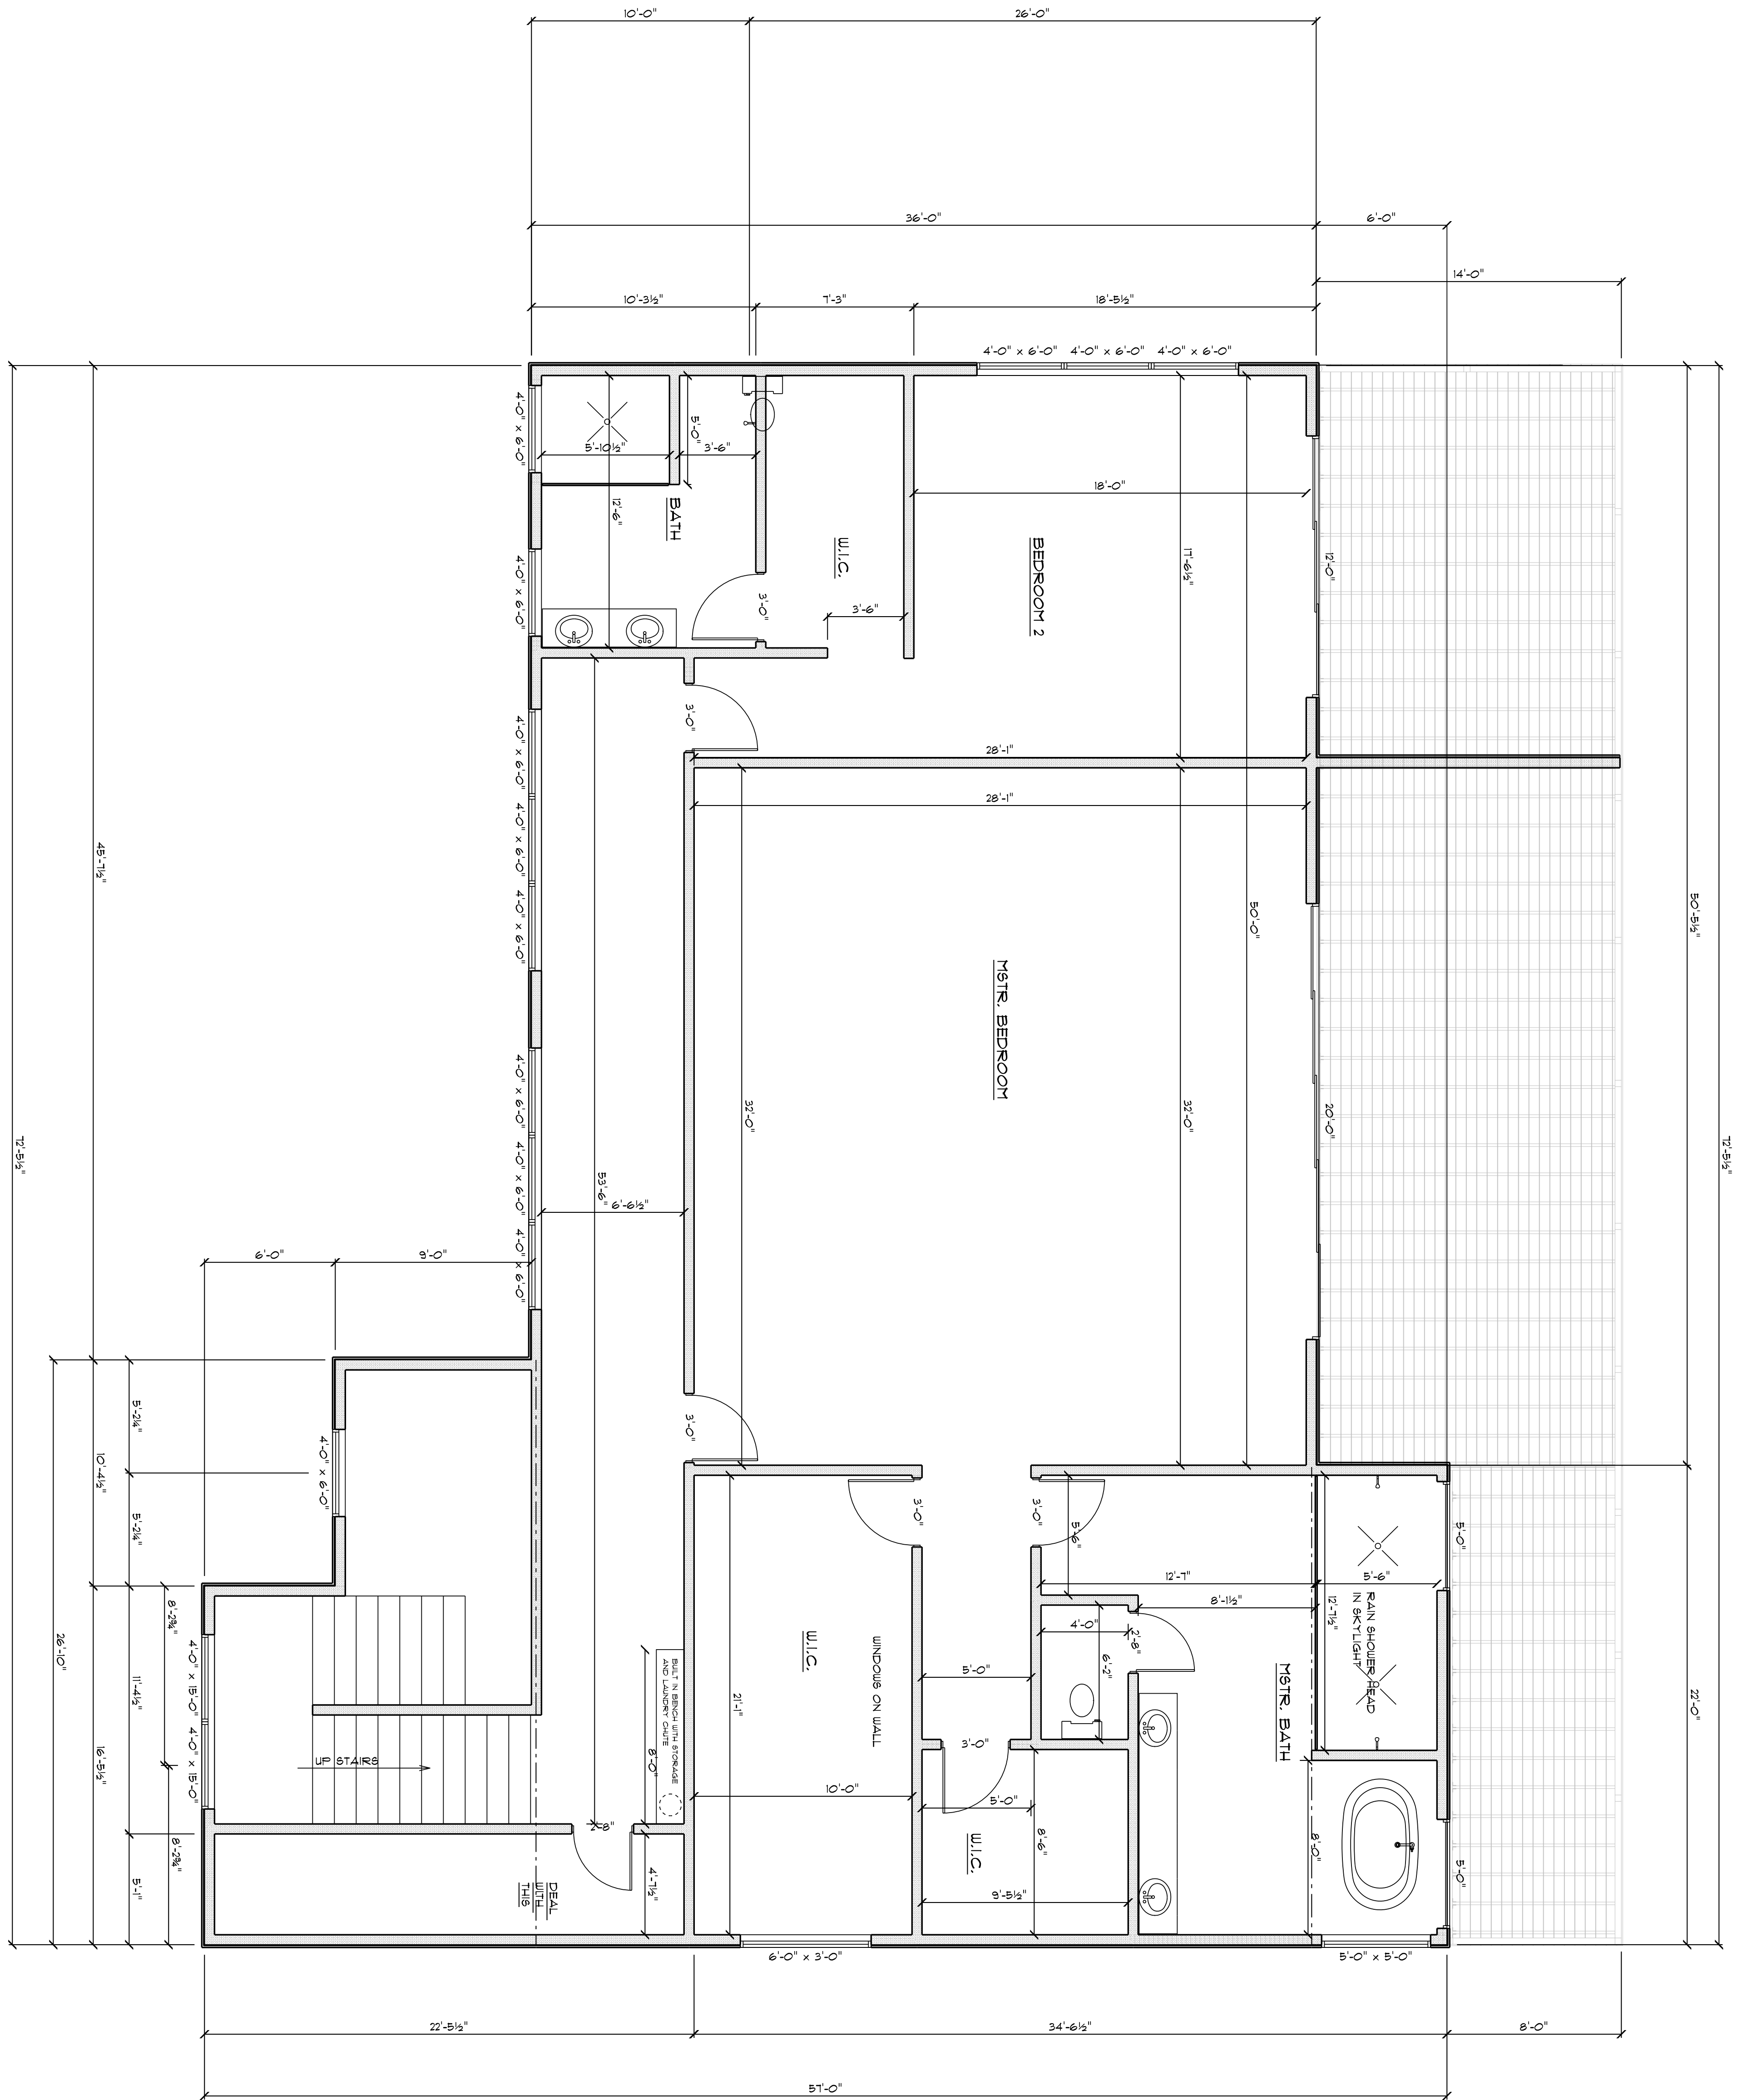 10'-0"
26'-0"
36'-0"
6'-0"
14'-0"
10'-3½"
7'-3"
18'-5½"
4'-0" x 6'-0"
4'-0" x 6'-0"
4'-0" x 6'-0"
4'-0" x 6'-0"
5'-0"
5'-10½"
3'-6"
18'-0"
12'-6"
BATH
W.I.C.
BEDROOM 2
17'-6½"
12'-0"
4'-0" x 6'-0"
3'-0"
3'-6"
3'-0"
28'-1"
28'-1"
4'-0" x 6'-0"
4'-0" x 6'-0"
4'-0" x 6'-0"
45'-7½"
50'-0"
50'-5½"
MSTR. BEDROOM
32'-0"
32'-0"
20'-0"
4'-0" x 6'-0"
4'-0" x 6'-0"
4'-0" x 6'-0"
72'-5½"
72'-5½"
53'-6"
6'-6½"
6'-0"
9'-0"
5'-2¼"
10'-4½"
5'-2¼"
4'-0" x 6'-0"
3'-0"
3'-0"
3'-0"
5'-6"
5'-0"
12'-7"
5'-6"
8'-1½"
12'-7½"
RAIN SHOWER HEAD
IN SKYLIGHT
4'-0"
2'-8"
6'-2"
5'-0"
8'-2¾"
26'-10"
11'-4½"
16'-5½"
4'-0" x 15'-0"
4'-0" x 15'-0"
BUILT IN BENCH WITH STORAGE
AND LAUNDRY CHUTE
8'-0"
21'-1"
W.I.C.
WINDOWS ON WALL
MSTR. BATH
22'-0"
3'-0"
UP STAIRS
10'-0"
5'-0"
2'-8"
8'-6"
W.I.C.
8'-0"
5'-0"
8'-2¾"
5'-1"
4'-7½"
9'-5½"
DEAL
WITH
THIS
6'-0" x 3'-0"
5'-0" x 5'-0"
22'-5½"
34'-6½"
8'-0"
57'-0"